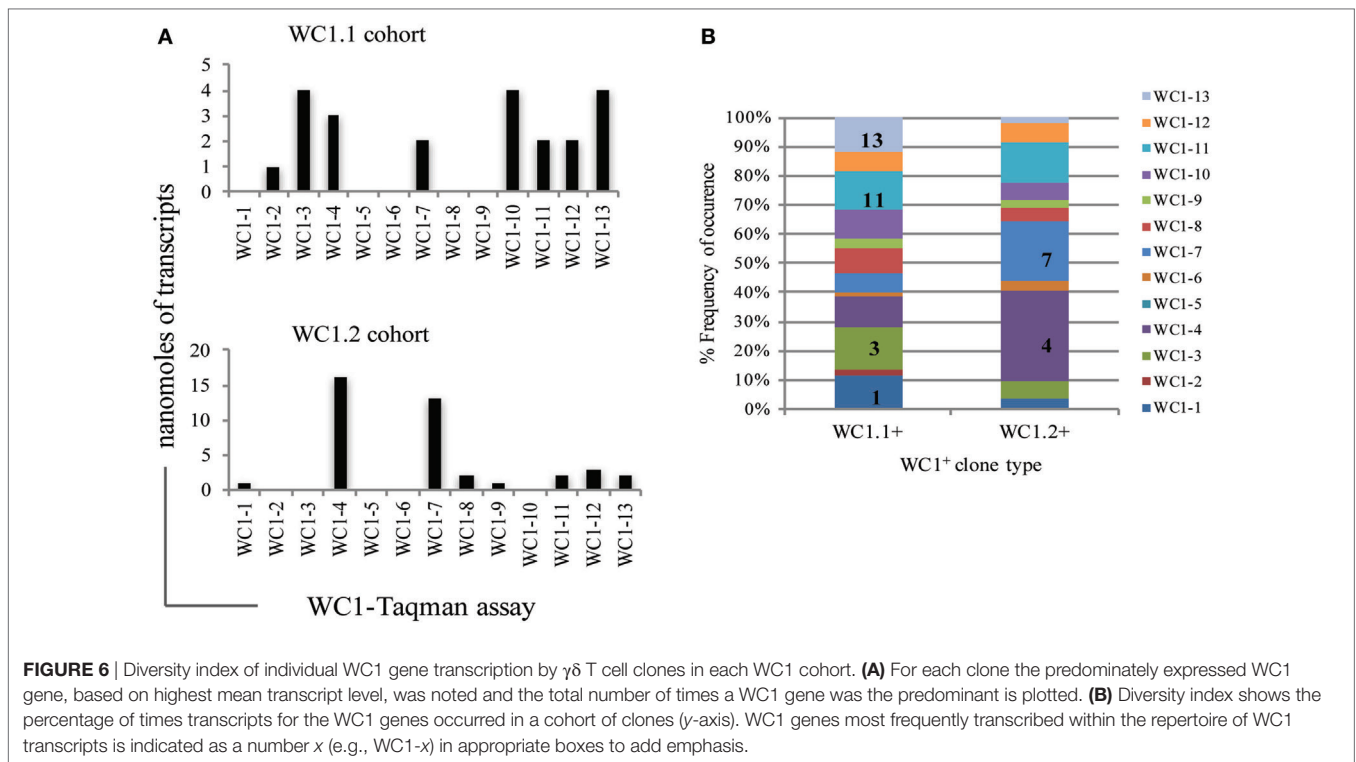 A
WC1.1 cohort
5
4
3
2
1
0
WC1-1
WC1-2
WC1-3
WC1-4
WC1-5
WC1-6
WC1-7
WC1-8
WC1-9
WC1-10
WC1-11
WC1-12
WC1-13
nanomoles of transcripts
WC1.2 cohort
20
15
10
5
0
WC1-1
WC1-2
WC1-3
WC1-4
WC1-5
WC1-6
WC1-7
WC1-8
WC1-9
WC1-10
WC1-11
WC1-12
WC1-13
WC1-Taqman assay
B
% Frequency of occurence
100%
90%
80%
70%
60%
50%
40%
30%
20%
10%
0%
13
11
3
1
7
4
WC1.1+
WC1.2+
WC1⁺ clone type
WC1-13
WC1-12
WC1-11
WC1-10
WC1-9
WC1-8
WC1-7
WC1-6
WC1-5
WC1-4
WC1-3
WC1-2
WC1-1
FIGURE 6 | Diversity index of individual WC1 gene transcription by γδ T cell clones in each WC1 cohort. (A) For each clone the predominately expressed WC1
gene, based on highest mean transcript level, was noted and the total number of times a WC1 gene was the predominant is plotted. (B) Diversity index shows the
percentage of times transcripts for the WC1 genes occurred in a cohort of clones (y-axis). WC1 genes most frequently transcribed within the repertoire of WC1
transcripts is indicated as a number x (e.g., WC1-x) in appropriate boxes to add emphasis.